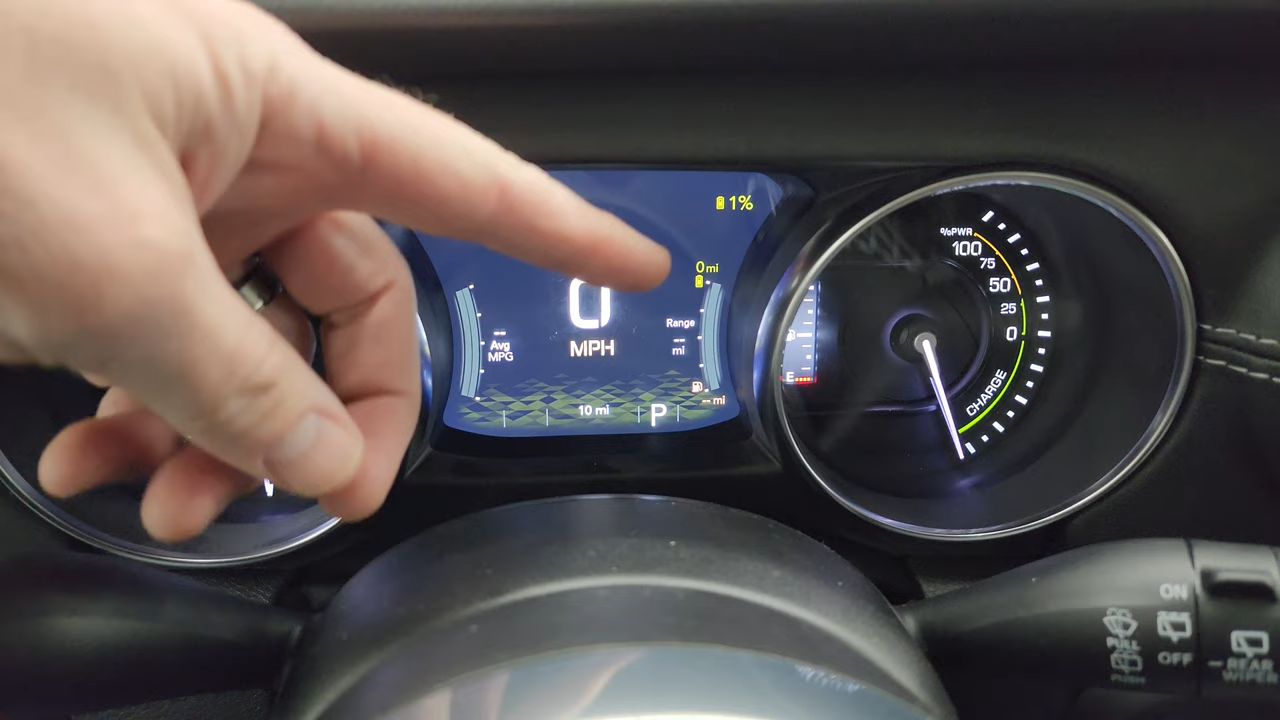 1%
0 mi
0
MPH
--
Avg
MPG
Range
--
mi
-- mi
10 mi
P
E
%PWR
100
75
50
25
0
CHARGE
ON
OFF
PULL
PUSH
REAR
WIPER